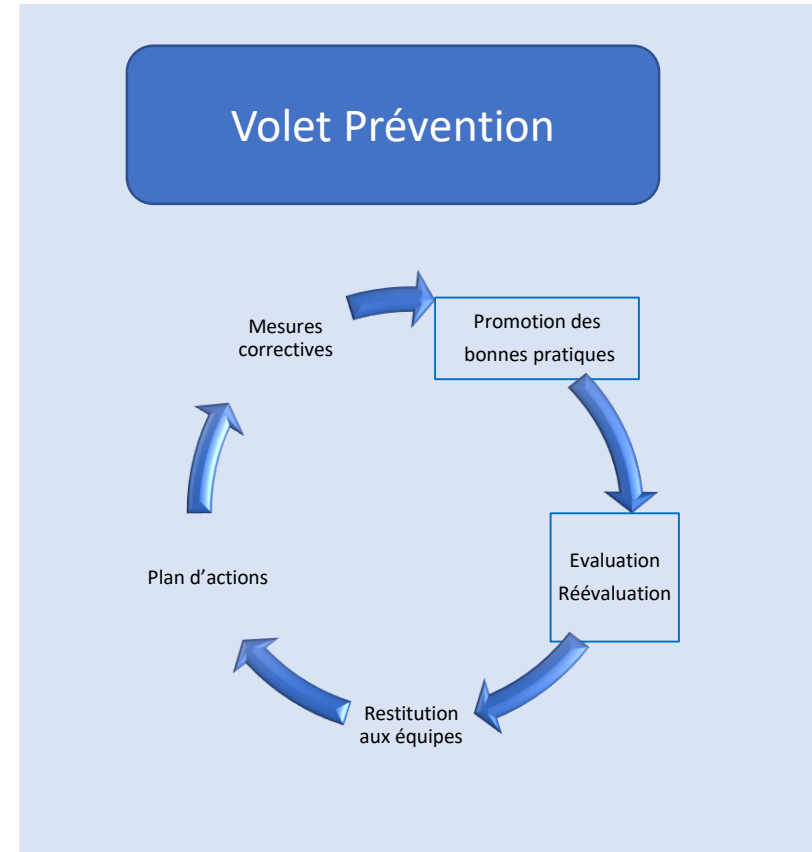 Volet Prévention
Mesures
correctives
Promotion des
bonnes pratiques
Evaluation
Réévaluation
Plan d’actions
Restitution
aux équipes